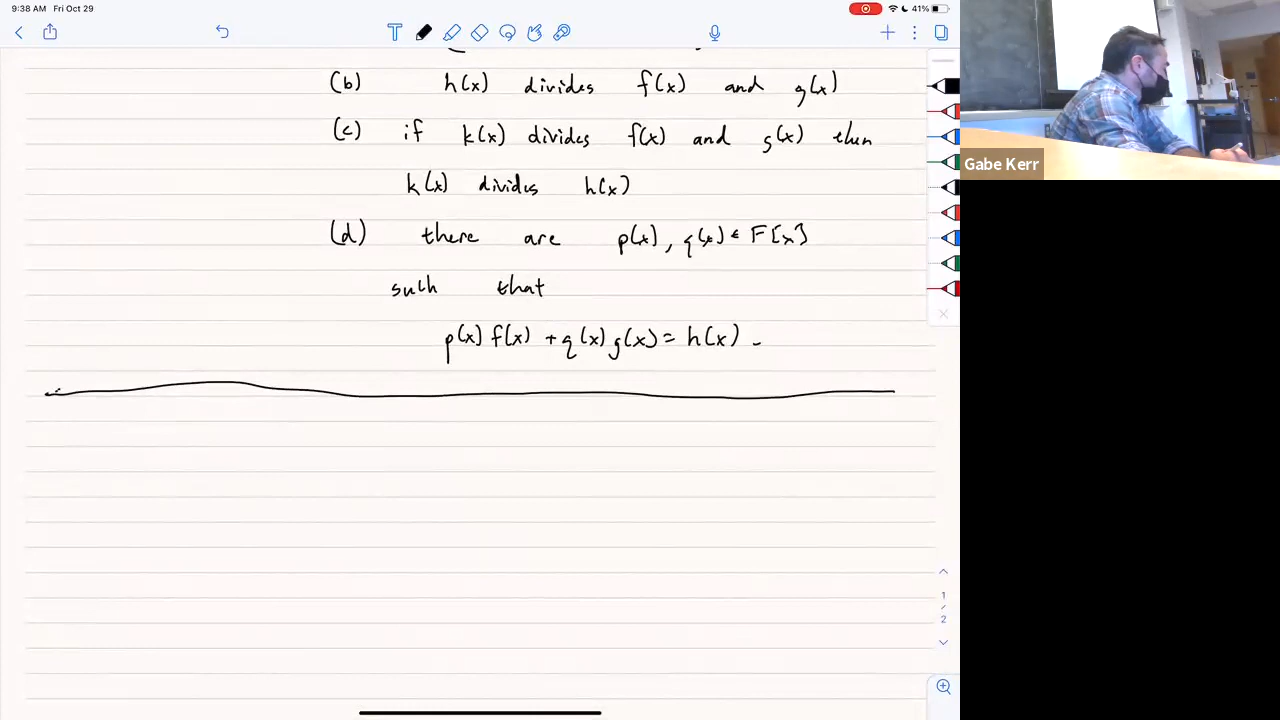 9:38 AM Fri Oct 29
41%
(b) h(x) divides f(x) and g(x)
(c) if k(x) divides f(x) and g(x) then
k(x) divides h(x)
(d) there are p(x), q(x) ∈ F[x]
such that
p(x) f(x) + q(x) g(x) = h(x) -
Gabe Kerr
1
/
2